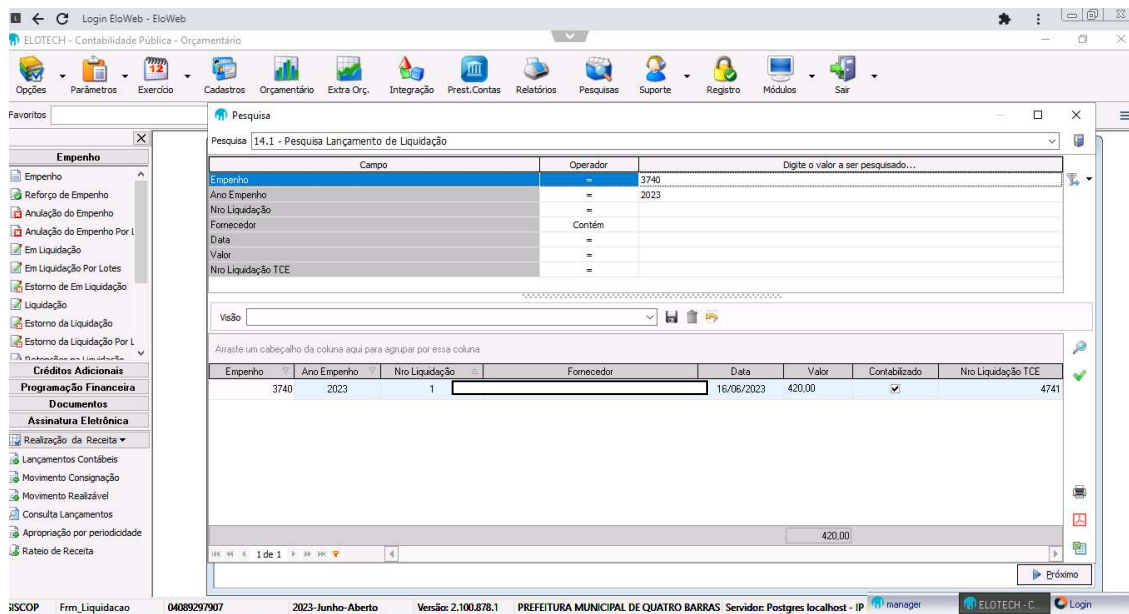 Login EloWeb - EloWeb
ELOTECH - Contabilidade Pública - Orçamentário
Opções Parâmetros Exercício Cadastros Orçamentário Extra Orç. Integração Prest.Contas Relatórios Pesquisas Suporte Registro Módulos Sair
Favoritos
Pesquisa
Pesquisa 14.1 - Pesquisa Lançamento de Liquidação
Campo Operador Digite o valor a ser pesquisado...
Empenho = 3740
Ano Empenho = 2023
Nro Liquidação =
Fornecedor Contém
Data =
Valor =
Nro Liquidação TCE =
Visão
Arraste um cabeçalho da coluna aqui para agrupar por essa coluna
Empenho Ano Empenho Nro Liquidação Fornecedor Data Valor Contabilizado Nro Liquidação TCE
3740 2023 1 16/06/2023 420,00 4741
420,00
1 de 1
Próximo
Empenho
Empenho
Reforço de Empenho
Anulação do Empenho
Anulação do Empenho Por L
Em Liquidação
Em Liquidação Por Lotes
Estorno de Em Liquidação
Liquidação
Estorno da Liquidação
Estorno da Liquidação Por L
Créditos Adicionais
Programação Financeira
Documentos
Assinatura Eletrônica
Realização da Receita
Lançamentos Contábeis
Movimento Consignação
Movimento Realizável
Consulta Lançamentos
Apropriação por periodicidade
Rateio de Receita
SISCOP Frm_Liquidacao 04089297907 2023-Junho-Aberto Versão: 2.100.878.1 PREFEITURA MUNICIPAL DE QUATRO BARRAS Servidor: Postgres localhost - IP manager ELOTECH - C... Login